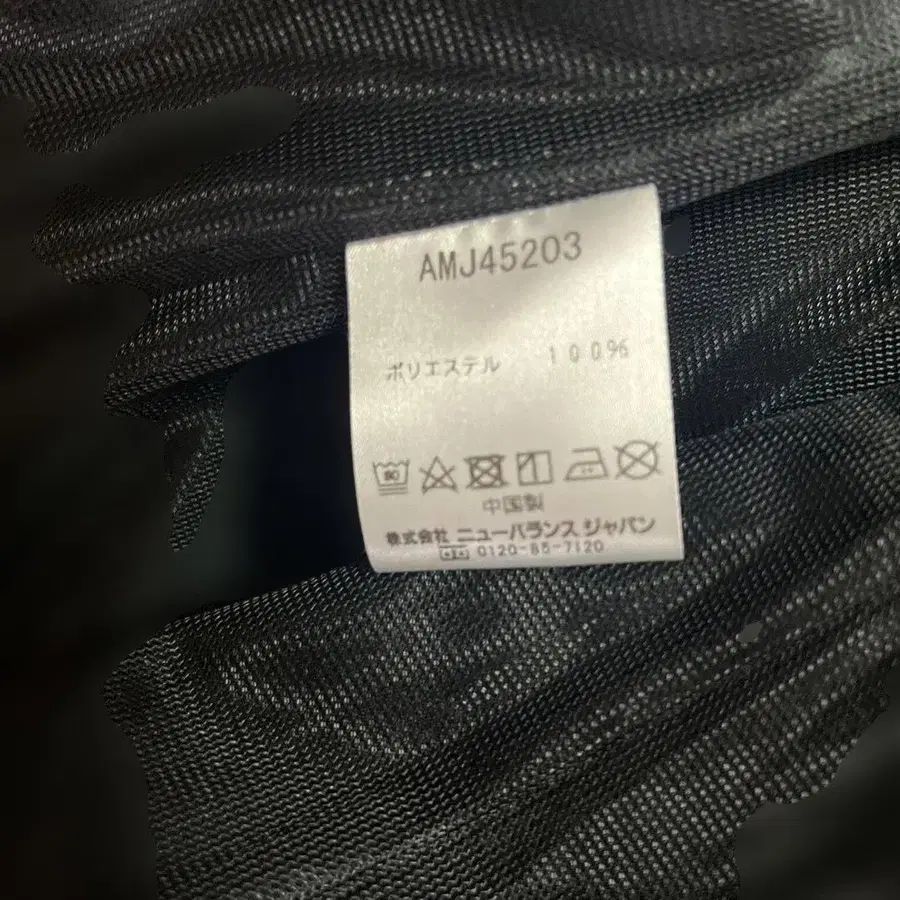 AMJ45203
ポリエステル 100%
中国製
株式会社 ニューバランス ジャパン
0120-85-7120